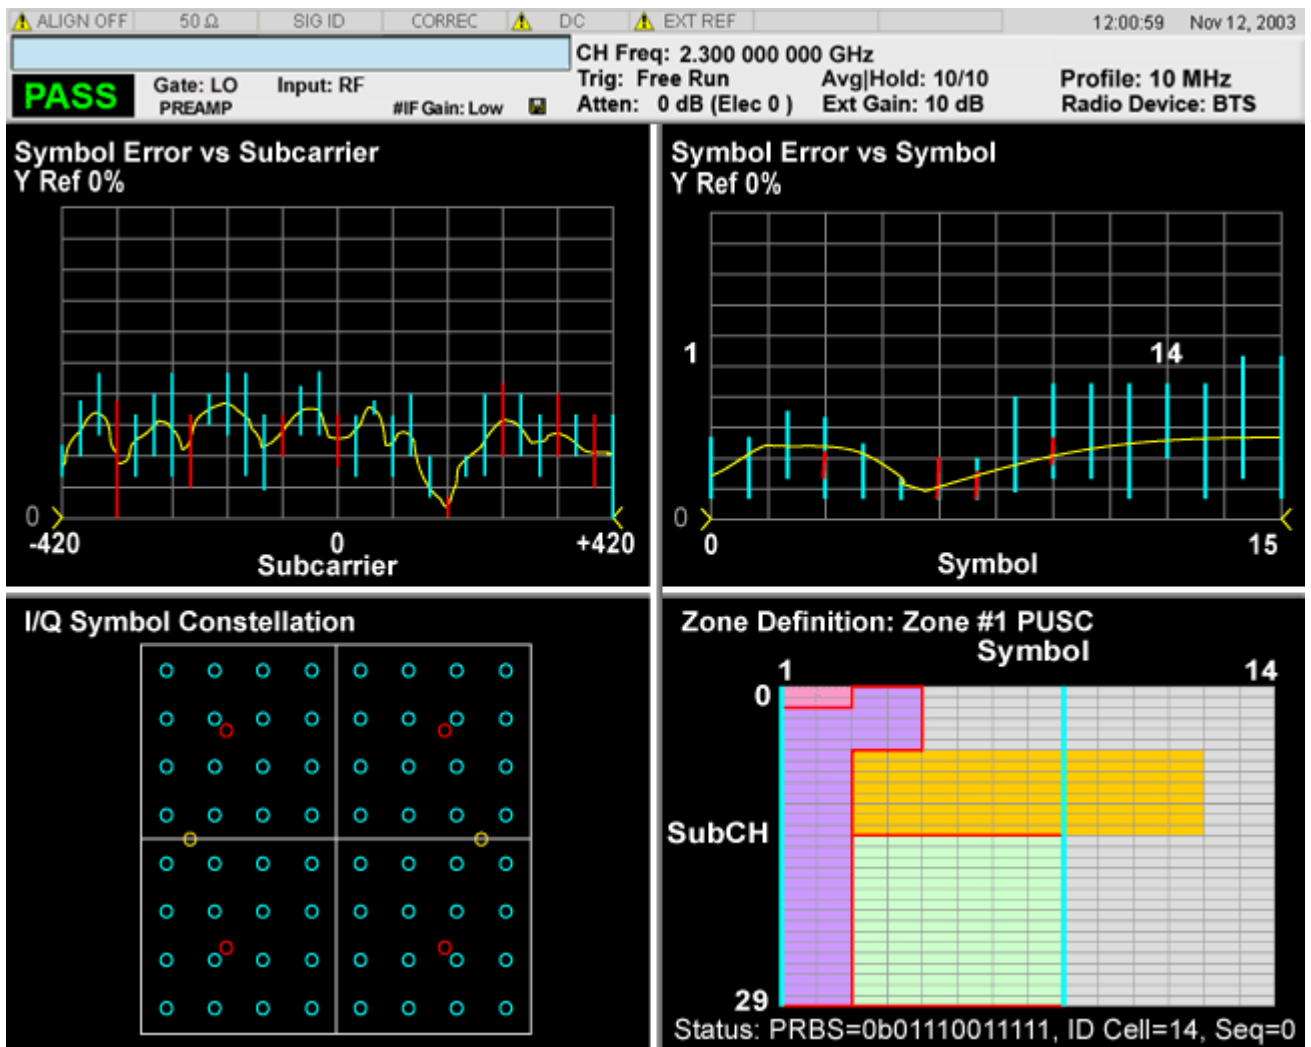 ALIGN OFF 50 Ω SIG ID CORREC DC EXT REF 12:00:59 Nov 12, 2003
CH Freq: 2.300 000 000 GHz
PASS Gate: LO Input: RF Trig: Free Run Avg|Hold: 10/10 Profile: 10 MHz
PREAMP #IF Gain: Low Atten: 0 dB (Elec 0 ) Ext Gain: 10 dB Radio Device: BTS
Symbol Error vs Subcarrier
Y Ref 0%
0
-420 0 +420
Subcarrier
Symbol Error vs Symbol
Y Ref 0%
1 14
0
0 15
Symbol
I/Q Symbol Constellation
Zone Definition: Zone #1 PUSC
Symbol
1 14
0
SubCH
29
Status: PRBS=0b01110011111, ID Cell=14, Seq=0